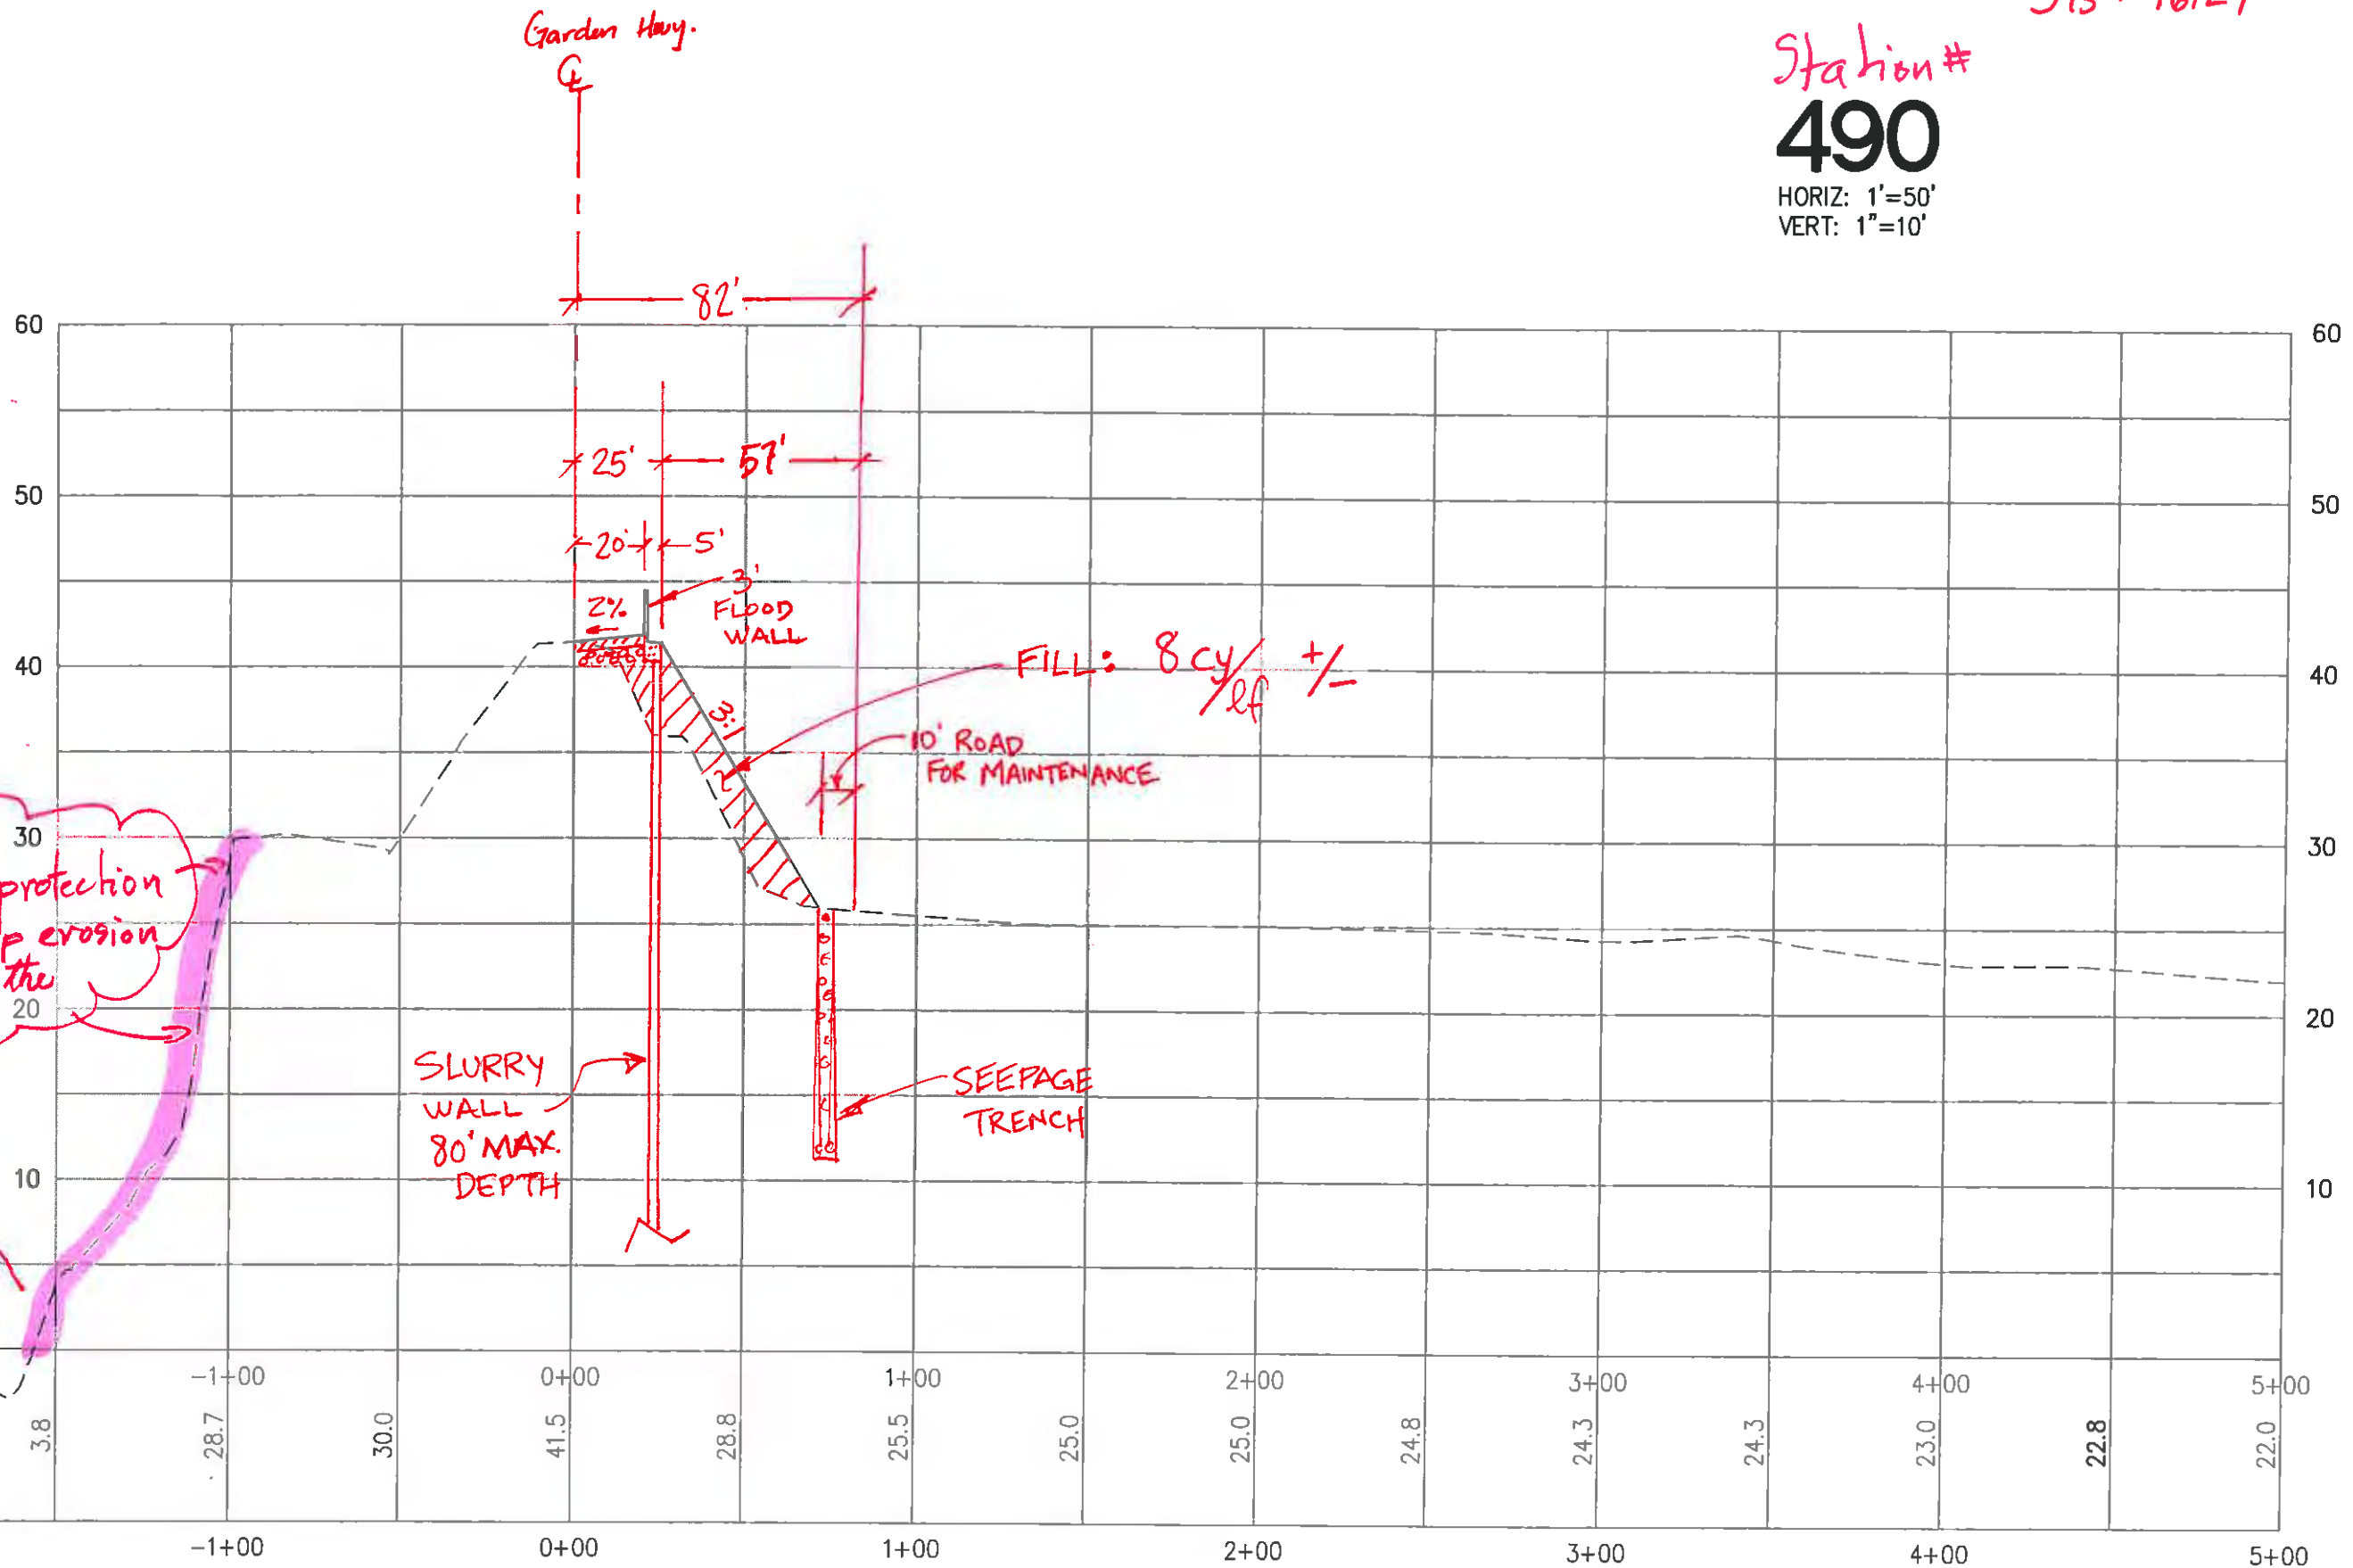 Garden Hwy.
℄
Station #
490
HORIZ: 1'=50'
VERT: 1"=10'
82'
60
60
25'
57'
50
50
20'
5'
3'
FLOOD
WALL
2%
40
FILL: 8 cy/lf +/-
40
3:1
10' ROAD
FOR MAINTENANCE
30
30
protection
erosion
the
20
20
SLURRY
WALL
80' MAX.
DEPTH
SEEPAGE
TRENCH
10
10
-1+00 0+00 1+00 2+00 3+00 4+00 5+00
3.8 28.7 30.0 41.5 28.8 25.5 25.0 25.0 24.8 24.3 24.3 23.0 22.8 22.0
-1+00 0+00 1+00 2+00 3+00 4+00 5+00